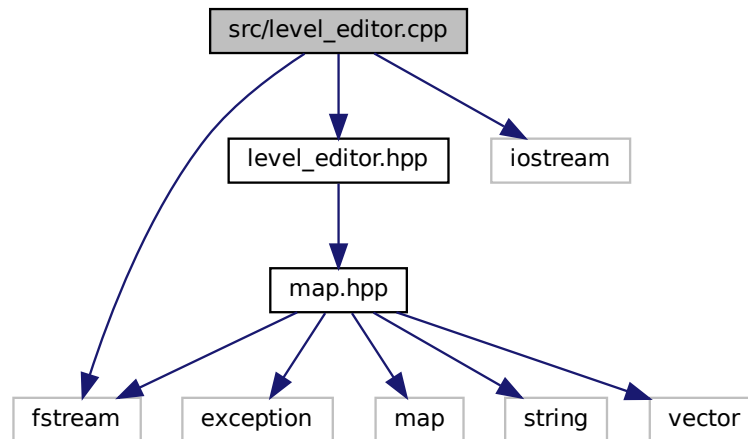 src/level_editor.cpp
level_editor.hpp
iostream
map.hpp
fstream
exception
map
string
vector